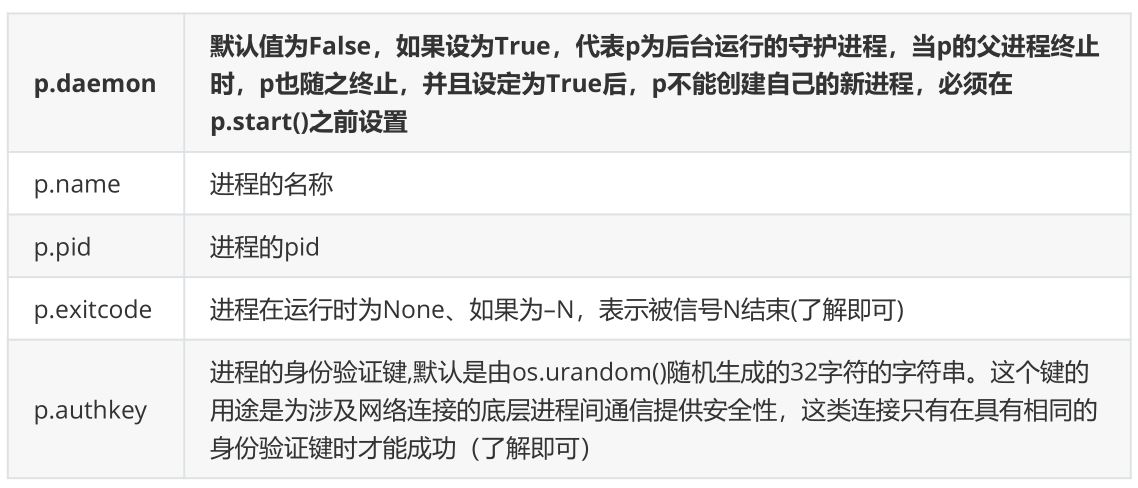 p.daemon
默认值为False，如果设为True，代表p为后台运行的守护进程，当p的父进程终止
时，p也随之终止，并且设定为True后，p不能创建自己的新进程，必须在
p.start()之前设置
p.name
进程的名称
p.pid
进程的pid
p.exitcode
进程在运行时为None、如果为–N，表示被信号N结束(了解即可)
p.authkey
进程的身份验证键,默认是由os.urandom()随机生成的32字符的字符串。这个键的
用途是为涉及网络连接的底层进程间通信提供安全性，这类连接只有在具有相同的
身份验证键时才能成功（了解即可）